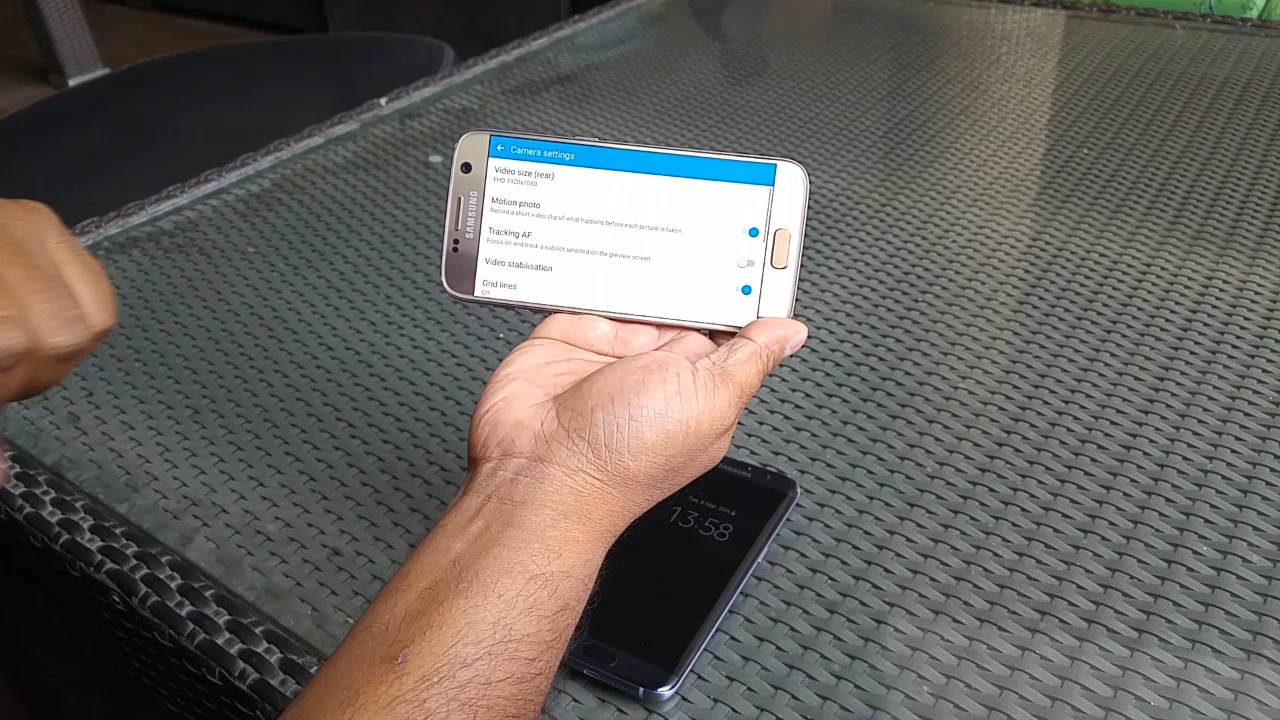 Camera settings
Video size (rear)
FHD 1920x1080
Motion photo
Record a short video clip of what happens before each picture is taken.
Tracking AF
Focus on and track a subject selected on the preview screen.
Video stabilisation
Grid lines
Off
SAMSUNG
SAMSUNG
13:58